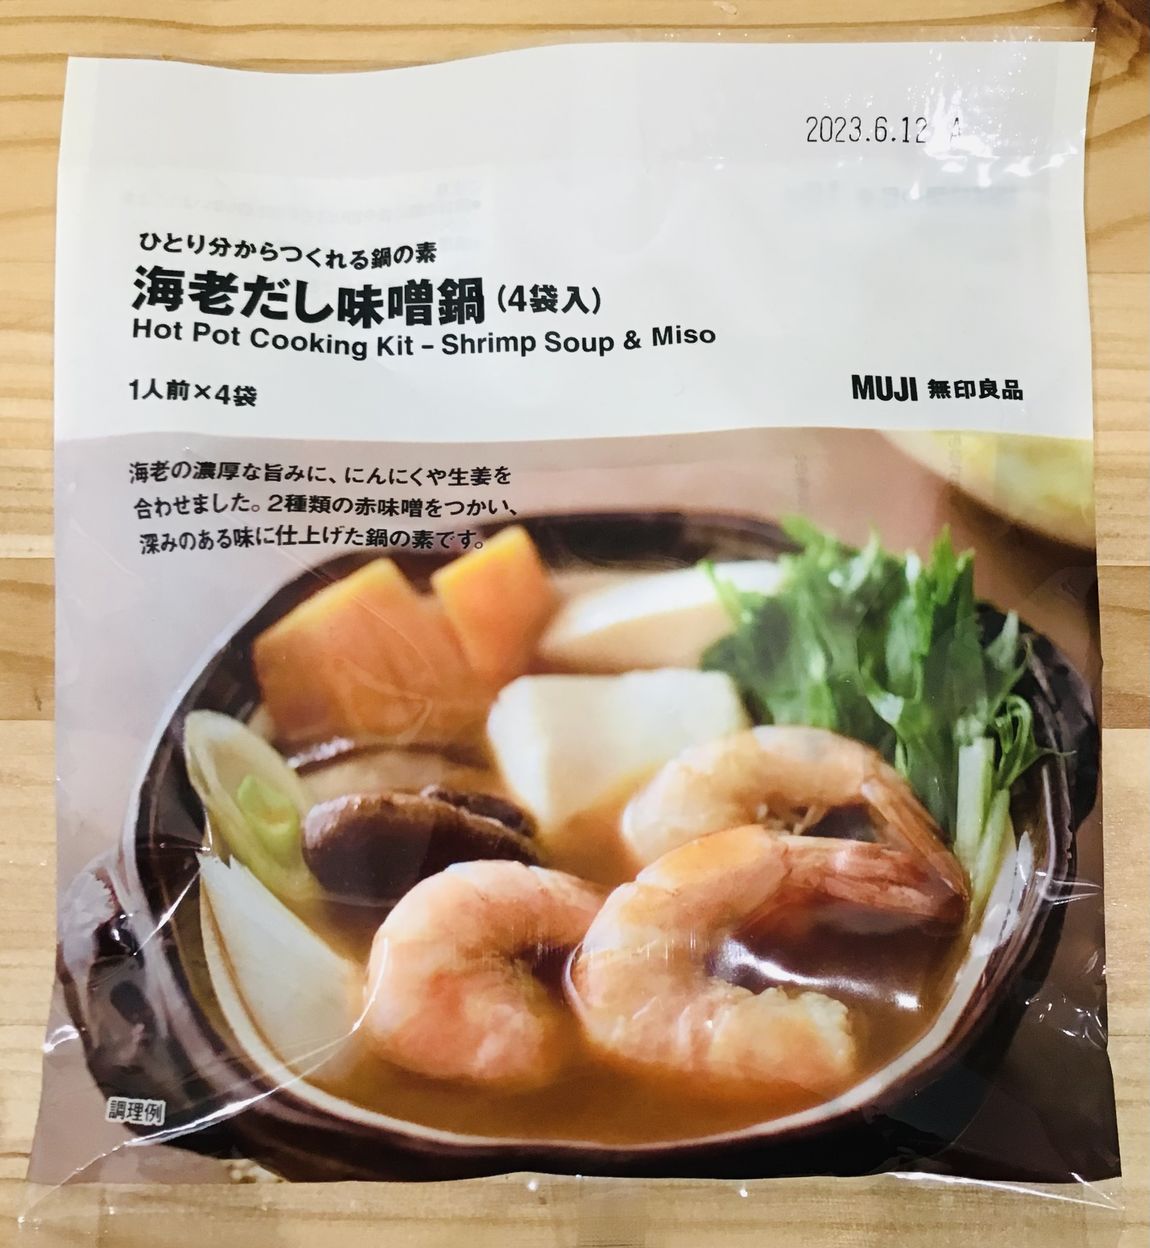 2023.6.12 A
ひとり分からつくれる鍋の素
海老だし味噌鍋(4袋入)
Hot Pot Cooking Kit – Shrimp Soup & Miso
1人前×4袋
MUJI 無印良品
海老の濃厚な旨みに、にんにくや生姜を
合わせました。2種類の赤味噌をつかい、
深みのある味に仕上げた鍋の素です。
調理例